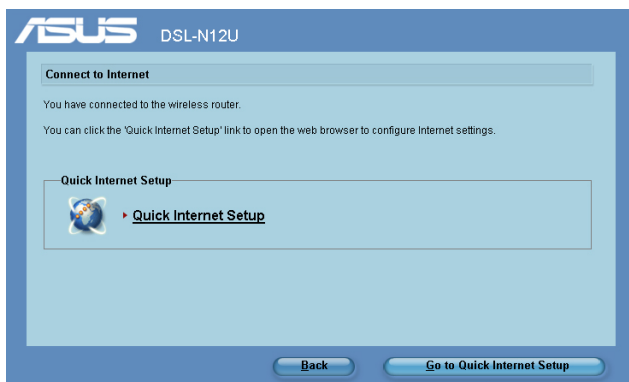 ASUS DSL-N12U
Connect to Internet
You have connected to the wireless router.
You can click the 'Quick Internet Setup' link to open the web browser to configure Internet settings.
Quick Internet Setup
Quick Internet Setup
Back Go to Quick Internet Setup